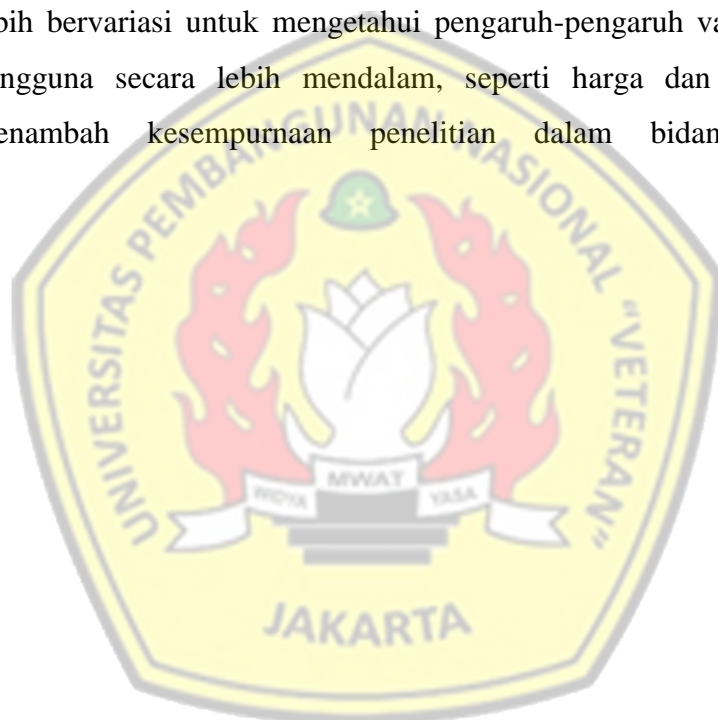 bih bervariasi untuk mengetahui pengaruh-pengaruh va
ngguna secara lebih mendalam, seperti harga dan
enambah kesempurnaan penelitian dalam bidan
UNIVERSITAS PEMBANGUNAN NASIONAL "VETERAN"
WIDYA MWAT YASA
JAKARTA